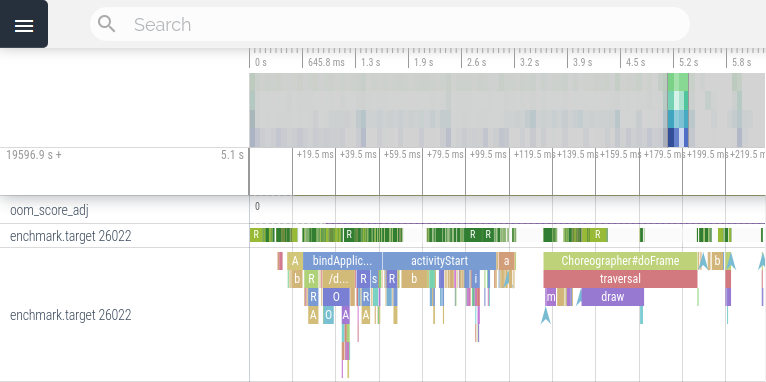 Search
0 s 645.8 ms 1.3 s 1.9 s 2.6 s 3.2 s 3.9 s 4.5 s 5.2 s 5.8 s
19596.9 s + 5.1 s +19.5 ms +39.5 ms +59.5 ms +79.5 ms +99.5 ms +119.5 ms +139.5 ms +159.5 ms +179.5 ms +199.5 ms +219.5 m
oom_score_adj 0
enchmark.target 26022 R R R R R
A bindApplic... activityStart a Choreographer#doFrame b
b R /d... R s R b i traversal
R O R m draw
enchmark.target 26022 A O A A